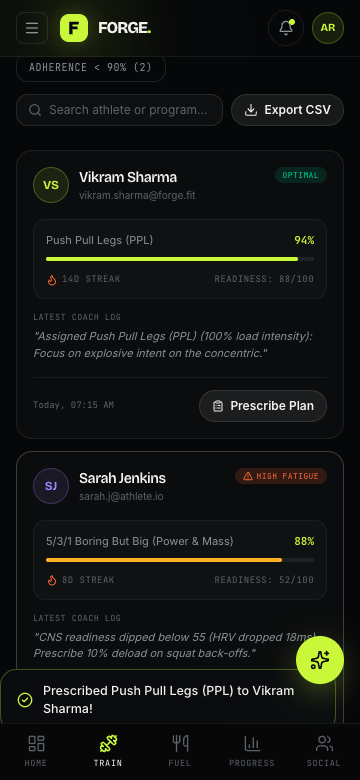 F FORGE.
AR
ADHERENCE < 90% (2)
Search athlete or program...
Export CSV
VS
Vikram Sharma
vikram.sharma@forge.fit
OPTIMAL
Push Pull Legs (PPL)
94%
14D STREAK
READINESS: 88/100
LATEST COACH LOG
"Assigned Push Pull Legs (PPL) (100% load intensity):
Focus on explosive intent on the concentric."
Today, 07:15 AM
Prescribe Plan
SJ
Sarah Jenkins
sarah.j@athlete.io
HIGH FATIGUE
5/3/1 Boring But Big (Power & Mass)
88%
8D STREAK
READINESS: 52/100
LATEST COACH LOG
"CNS readiness dipped below 55 (HRV dropped 18ms).
Prescribe 10% deload on squat back-offs."
Prescribed Push Pull Legs (PPL) to Vikram
Sharma!
HOME
TRAIN
FUEL
PROGRESS
SOCIAL